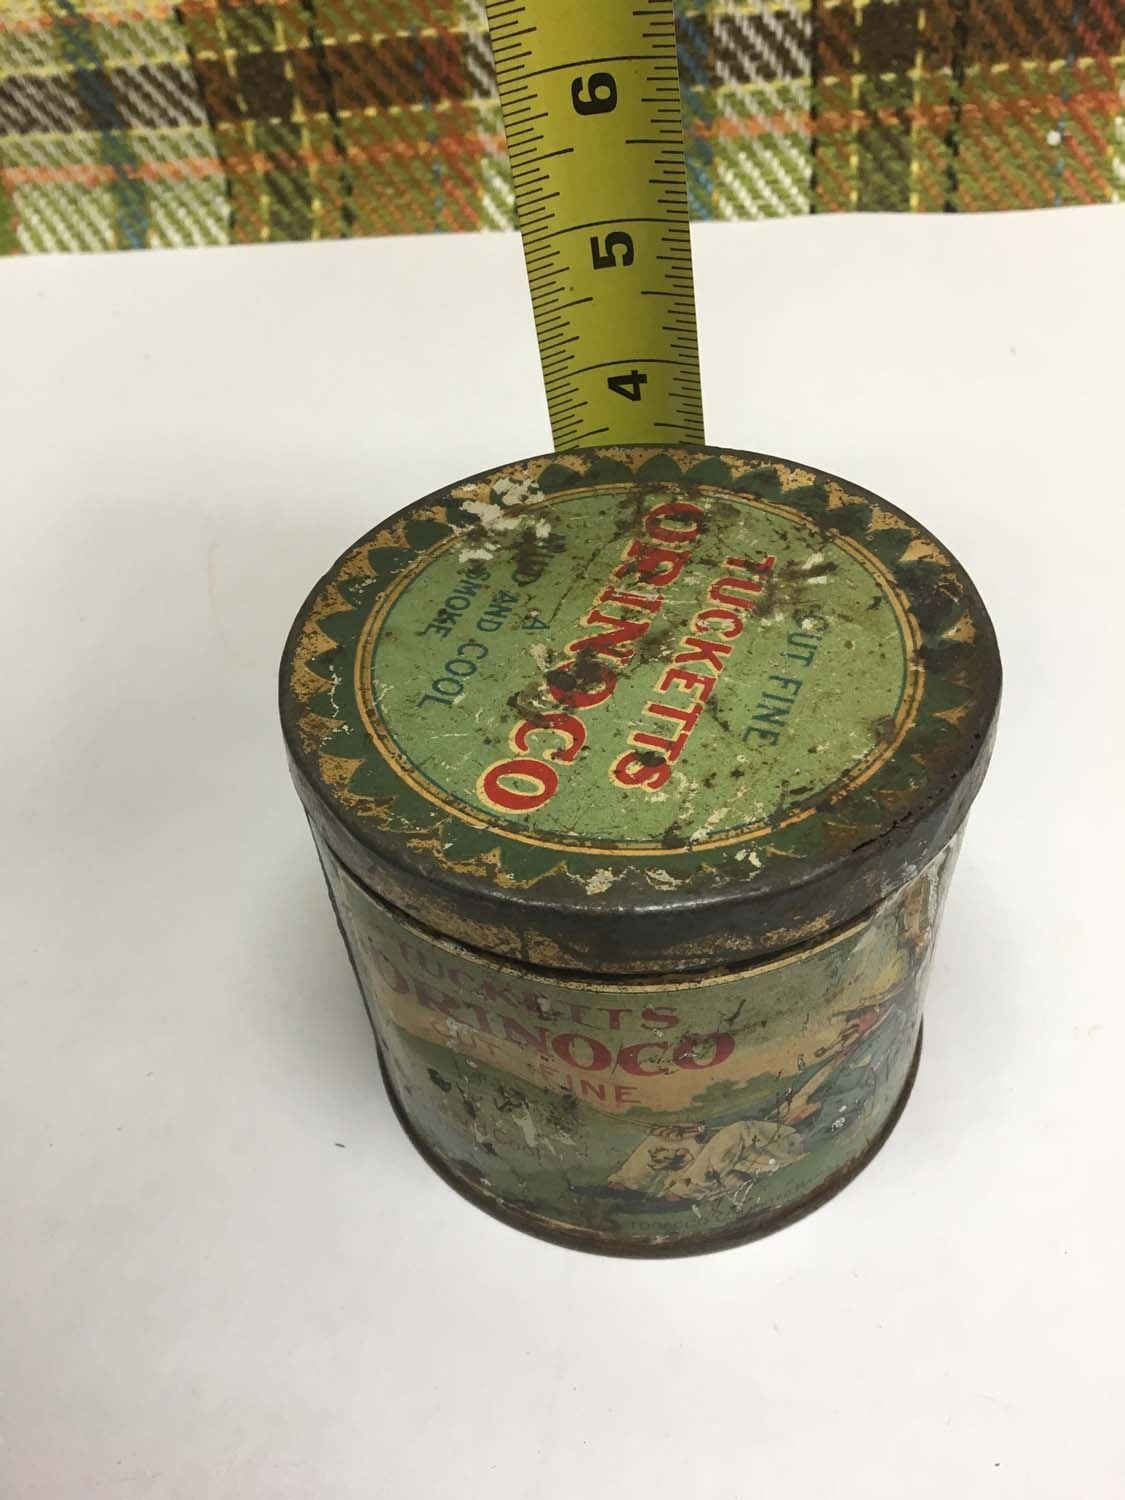 6
5
4
CUT FINE
TUCKETTS
ORINOCO
A
MILD AND COOL
SMOKE
TUCKETTS
ORINOCO
CUT FINE